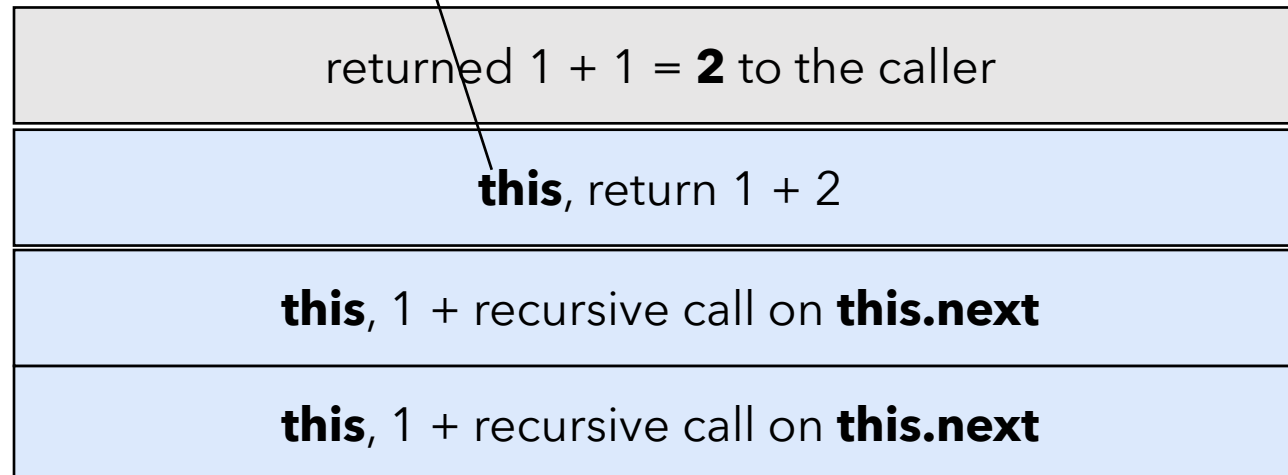 returned 1 + 1 = 2 to the caller
this, return 1 + 2
this, 1 + recursive call on this.next
this, 1 + recursive call on this.next